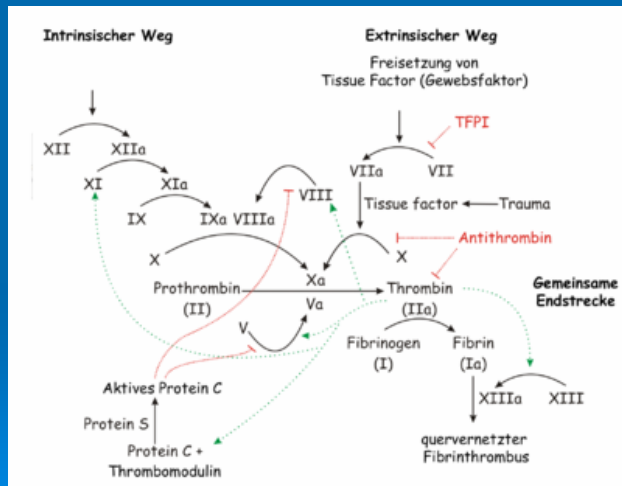 Intrinsischer Weg
Extrinsischer Weg
Freisetzung von
Tissue Factor (Gewebsfaktor)
TFPI
XII
XIIa
VIIa
VII
XI
XIa
VIII
Tissue factor
Trauma
IX
IXa
VIIIa
X
X
Antithrombin
Xa
Prothrombin
(II)
Thrombin
(IIa)
Gemeinsame
Endstrecke
Va
V
Fibrinogen
(I)
Fibrin
(Ia)
Aktives Protein C
XIIIa
XIII
Protein S
Protein C +
Thrombomodulin
quervernetzter
Fibrinthrombus